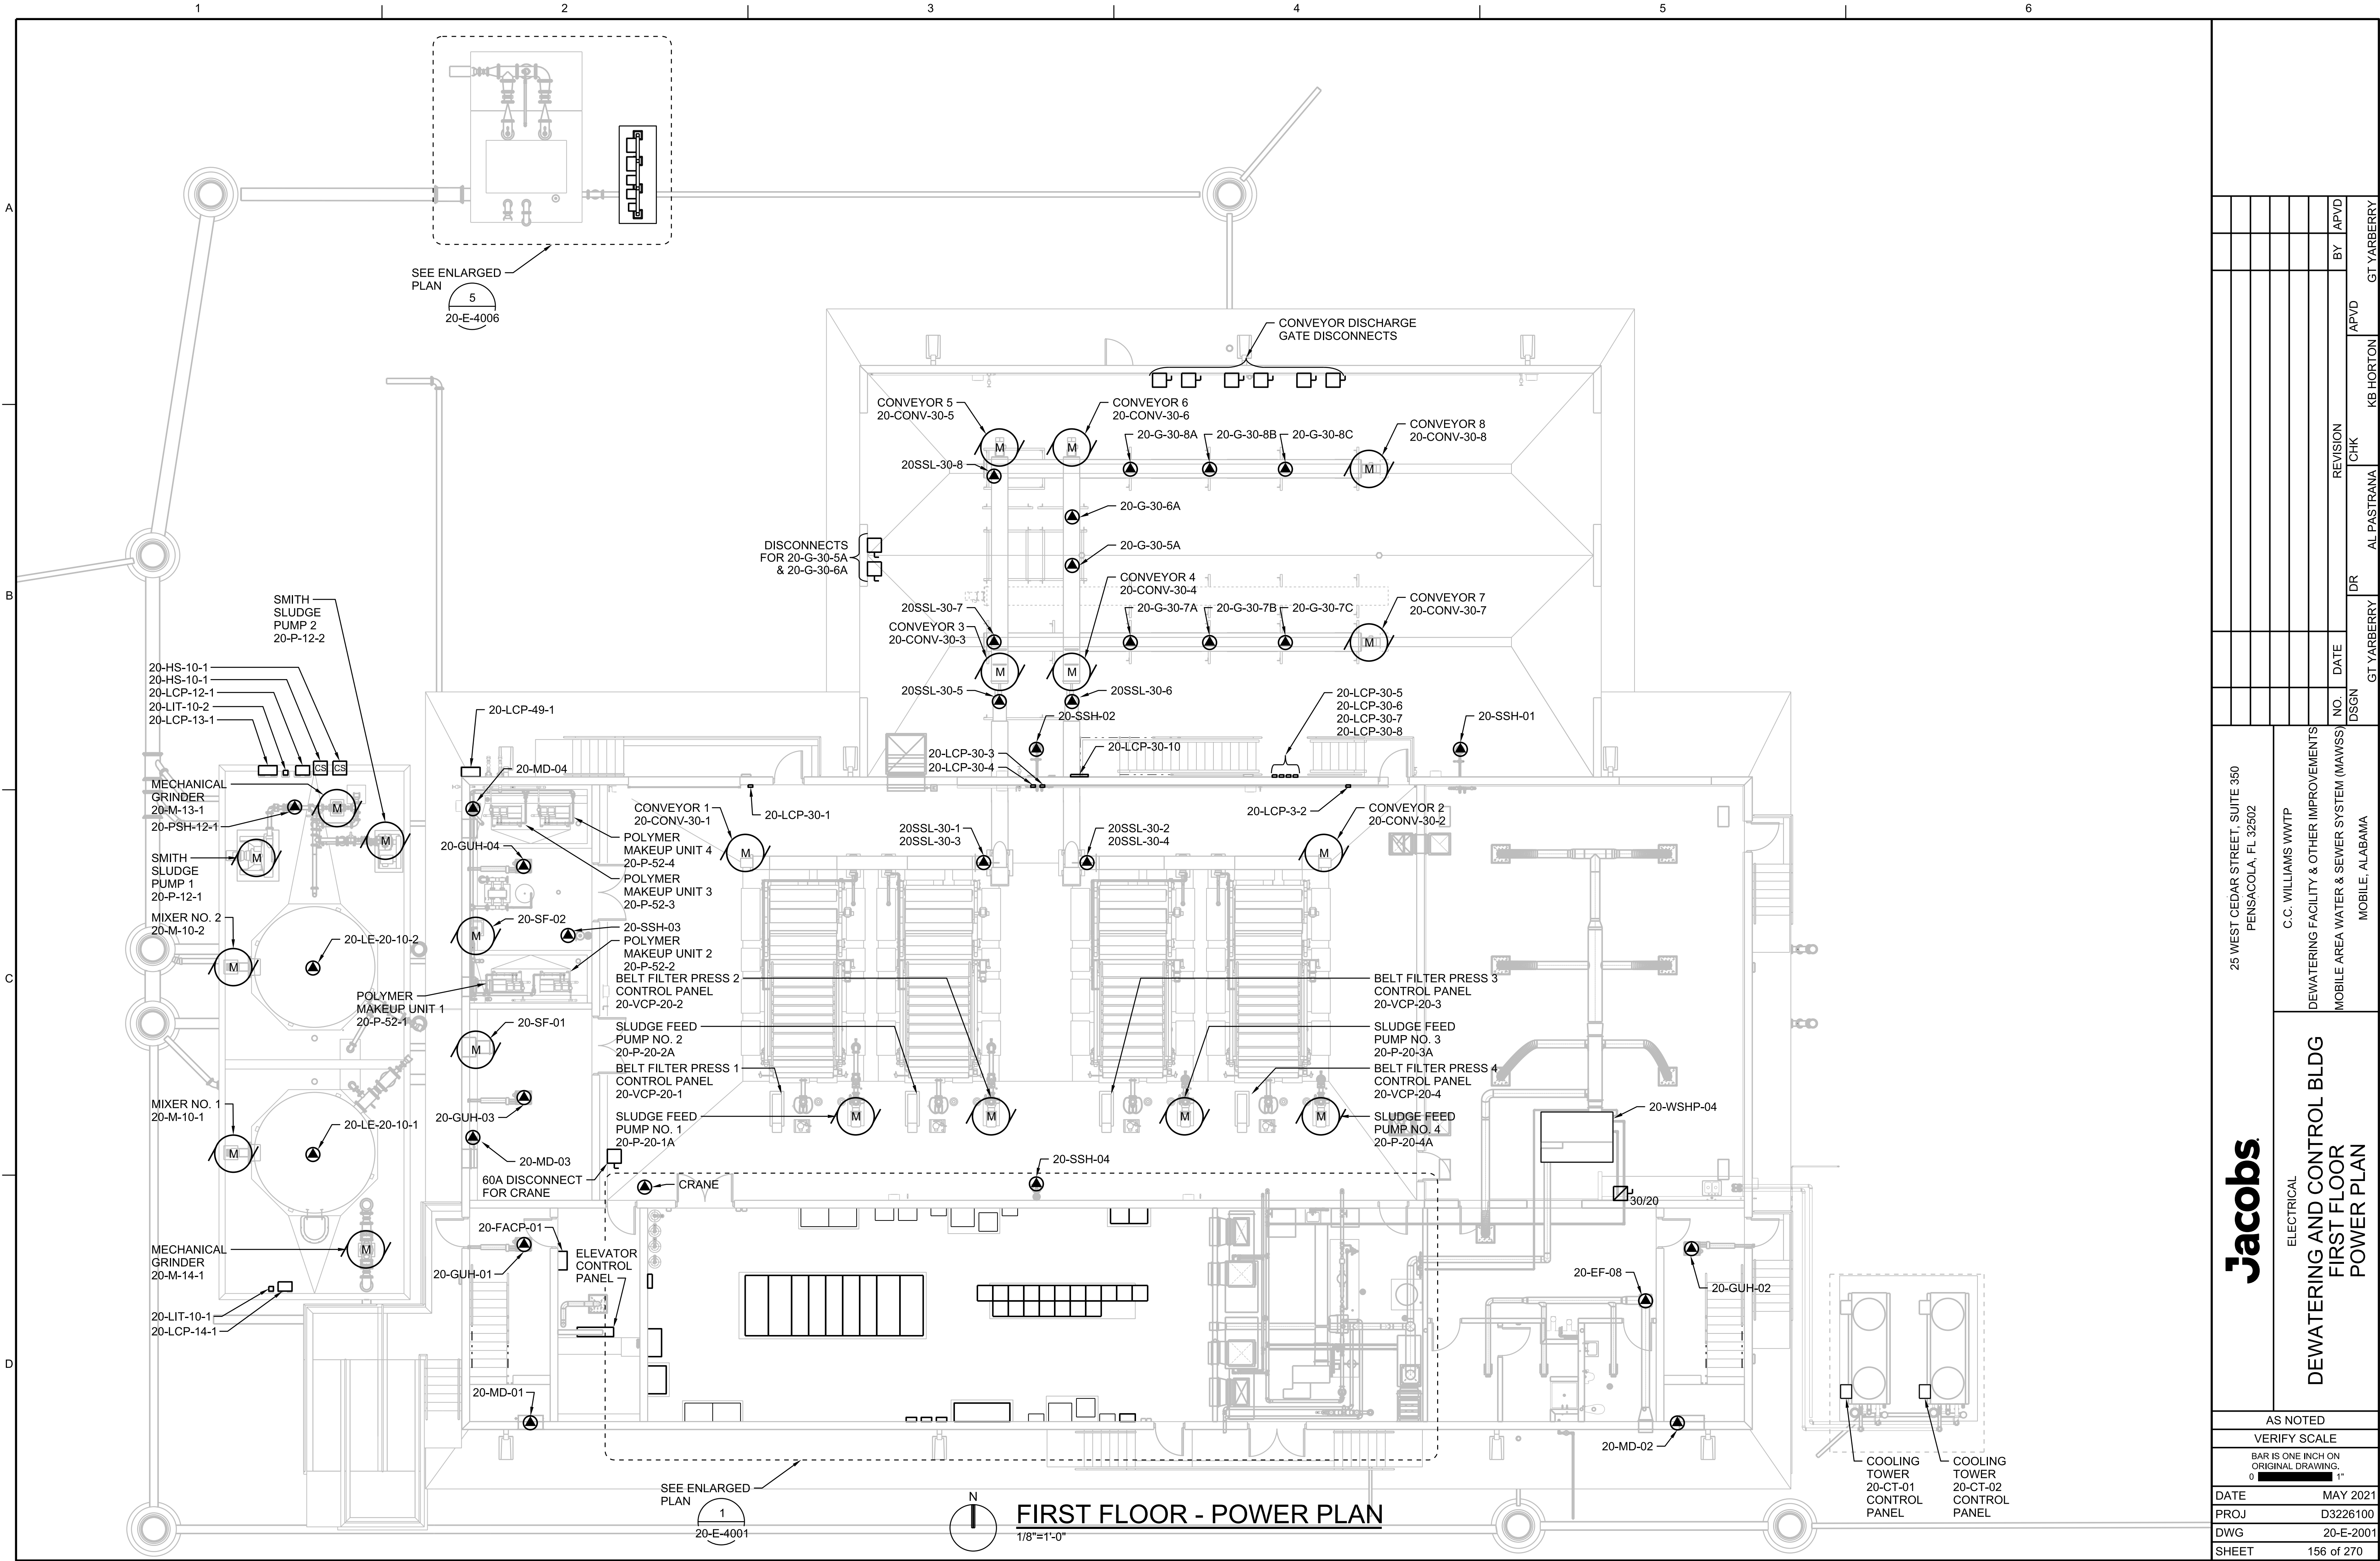 1
2
3
4
5
6
A
B
C
D
SEE ENLARGED
PLAN
5
20-E-4006
CONVEYOR DISCHARGE
GATE DISCONNECTS
CONVEYOR 5
20-CONV-30-5
M
CONVEYOR 6
20-CONV-30-6
M
20-G-30-8A
20-G-30-8B
20-G-30-8C
CONVEYOR 8
20-CONV-30-8
M
20SSL-30-8
20-G-30-6A
DISCONNECTS
FOR 20-G-30-5A
& 20-G-30-6A
20-G-30-5A
CONVEYOR 4
20-CONV-30-4
M
20SSL-30-7
CONVEYOR 3
20-CONV-30-3
M
20-G-30-7A
20-G-30-7B
20-G-30-7C
CONVEYOR 7
20-CONV-30-7
M
20SSL-30-5
20SSL-30-6
20-SSH-02
20-LCP-30-5
20-LCP-30-6
20-LCP-30-7
20-LCP-30-8
20-SSH-01
20-LCP-30-3
20-LCP-30-4
20-LCP-30-10
20-LCP-3-2
SMITH
SLUDGE
PUMP 2
20-P-12-2
M
20-HS-10-1
20-HS-10-1
20-LCP-12-1
20-LIT-10-2
20-LCP-13-1
CS
CS
MECHANICAL
GRINDER
20-M-13-1
M
20-PSH-12-1
SMITH
SLUDGE
PUMP 1
20-P-12-1
M
MIXER NO. 2
20-M-10-2
M
20-LE-20-10-2
MIXER NO. 1
20-M-10-1
M
20-LE-20-10-1
MECHANICAL
GRINDER
20-M-14-1
M
20-LIT-10-1
20-LCP-14-1
20-LCP-49-1
20-MD-04
20-LCP-30-1
CONVEYOR 1
20-CONV-30-1
M
POLYMER
MAKEUP UNIT 4
20-P-52-4
POLYMER
MAKEUP UNIT 3
20-P-52-3
20-GUH-04
20-SF-02
M
20-SSH-03
POLYMER
MAKEUP UNIT 2
20-P-52-2
POLYMER
MAKEUP UNIT 1
20-P-52-1
20-SF-01
M
20-GUH-03
20-MD-03
20SSL-30-1
20SSL-30-3
20SSL-30-2
20SSL-30-4
CONVEYOR 2
20-CONV-30-2
M
BELT FILTER PRESS 2
CONTROL PANEL
20-VCP-20-2
SLUDGE FEED
PUMP NO. 2
20-P-20-2A
BELT FILTER PRESS 1
CONTROL PANEL
20-VCP-20-1
SLUDGE FEED
PUMP NO. 1
20-P-20-1A
M
M
M
M
BELT FILTER PRESS 3
CONTROL PANEL
20-VCP-20-3
SLUDGE FEED
PUMP NO. 3
20-P-20-3A
BELT FILTER PRESS 4
CONTROL PANEL
20-VCP-20-4
SLUDGE FEED
PUMP NO. 4
20-P-20-4A
20-WSHP-04
60A DISCONNECT
FOR CRANE
CRANE
20-SSH-04
30/20
20-FACP-01
20-GUH-01
ELEVATOR
CONTROL
PANEL
20-MD-01
20-EF-08
20-GUH-02
20-MD-02
COOLING
TOWER
20-CT-01
CONTROL
PANEL
COOLING
TOWER
20-CT-02
CONTROL
PANEL
SEE ENLARGED
PLAN
1
20-E-4001
N
FIRST FLOOR - POWER PLAN
1/8"=1'-0"
NO.
DATE
REVISION
BY
APVD
DSGN
GT YARBERRY
DR
AL PASTRANA
CHK
KB HORTON
APVD
GT YARBERRY
25 WEST CEDAR STREET, SUITE 350
PENSACOLA, FL 32502
C.C. WILLIAMS WWTP
DEWATERING FACILITY & OTHER IMPROVEMENTS
MOBILE AREA WATER & SEWER SYSTEM (MAWSS)
MOBILE, ALABAMA
Jacobs
ELECTRICAL
DEWATERING AND CONTROL BLDG
FIRST FLOOR
POWER PLAN
AS NOTED
VERIFY SCALE
BAR IS ONE INCH ON
ORIGINAL DRAWING.
0 1"
DATE MAY 2021
PROJ D3226100
DWG 20-E-2001
SHEET 156 of 270